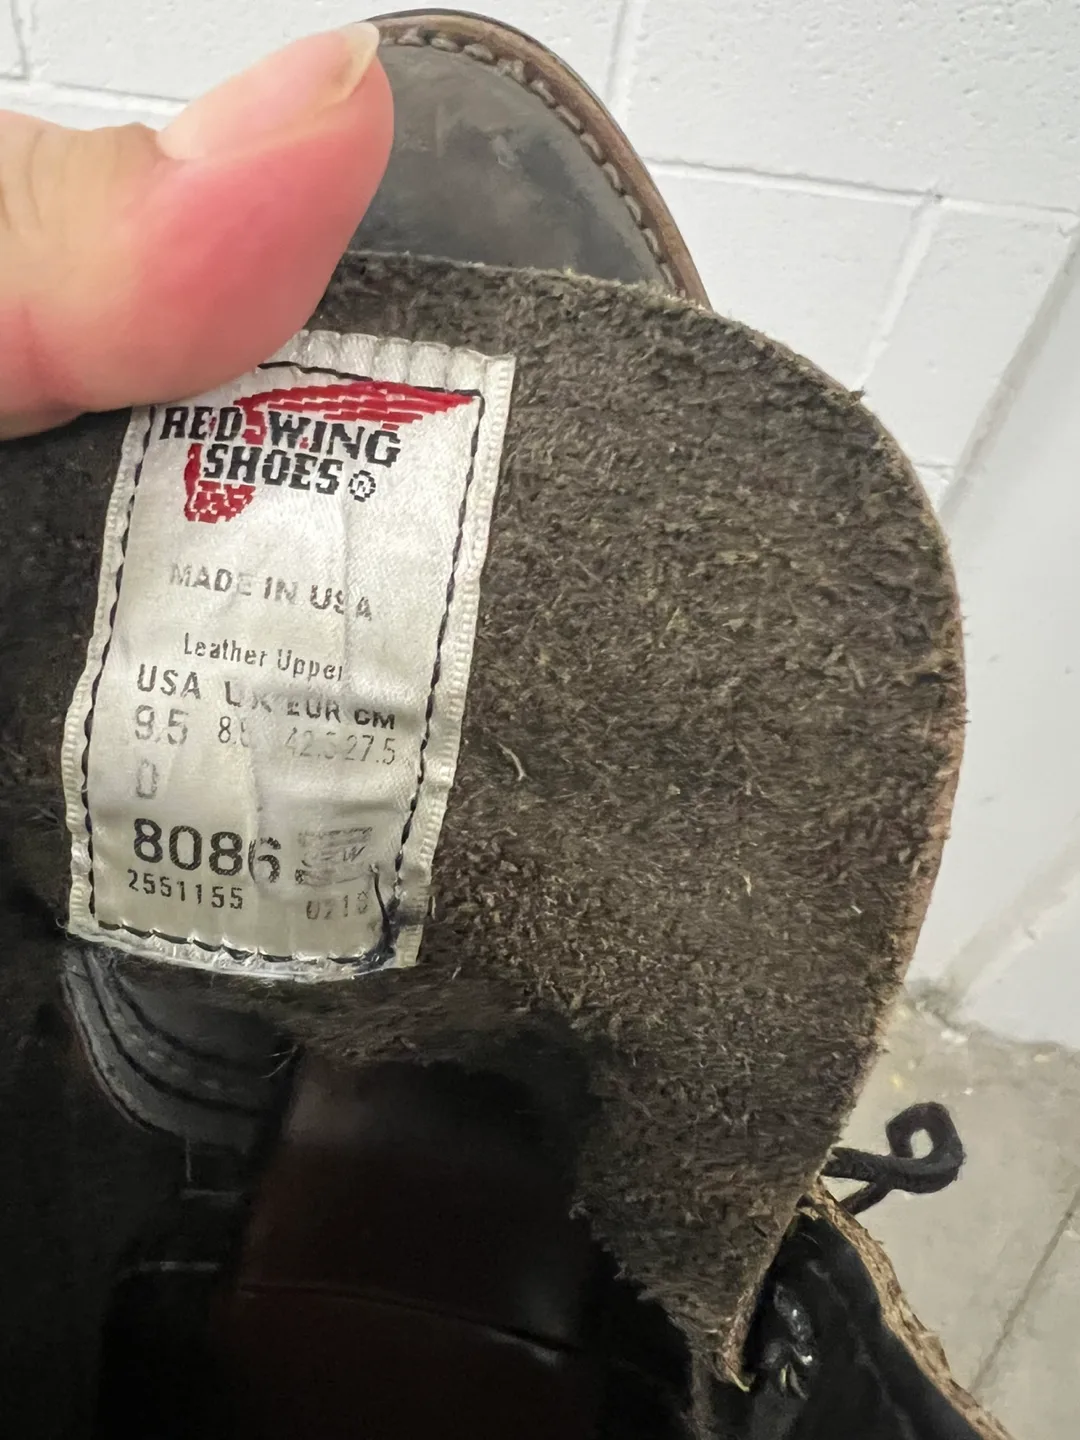 RED WING
SHOES ®
MADE IN USA
Leather Upper
USA UK EUR CM
9.5 8.5 42.5 27.5
D
8086
2551155